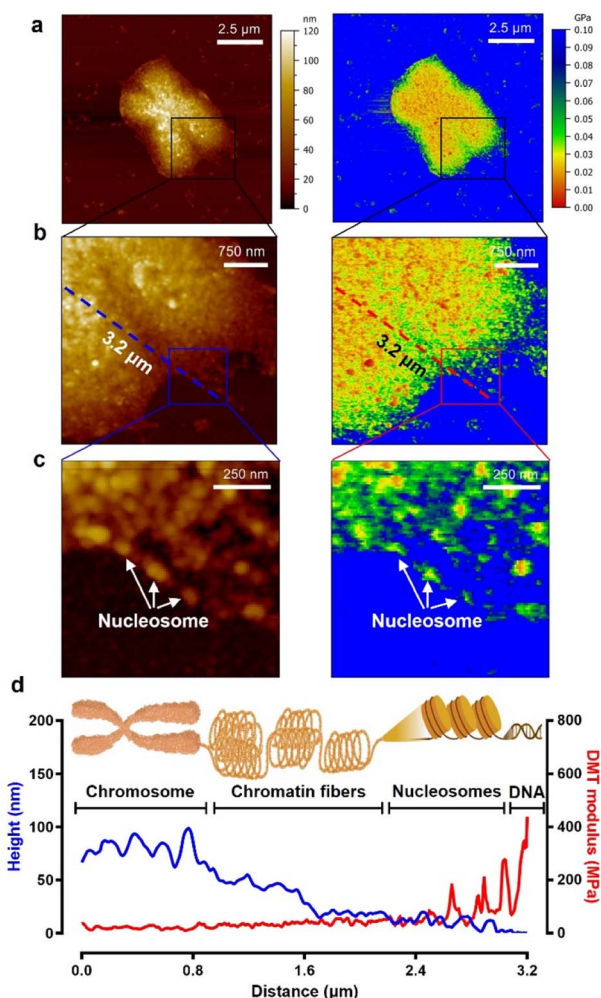 a
2.5 µm
nm
120
100
80
60
40
20
0
2.5 µm
GPa
0.10
0.09
0.08
0.07
0.06
0.05
0.04
0.03
0.02
0.01
0.00
b
750 nm
3.2 µm
750 nm
3.2 µm
c
250 nm
Nucleosome
250 nm
Nucleosome
d
Chromosome Chromatin fibers Nucleosomes DNA
Height (nm)
200
150
100
50
0
DMT modulus (MPa)
800
600
400
200
0
0.0 0.8 1.6 2.4 3.2
Distance (µm)